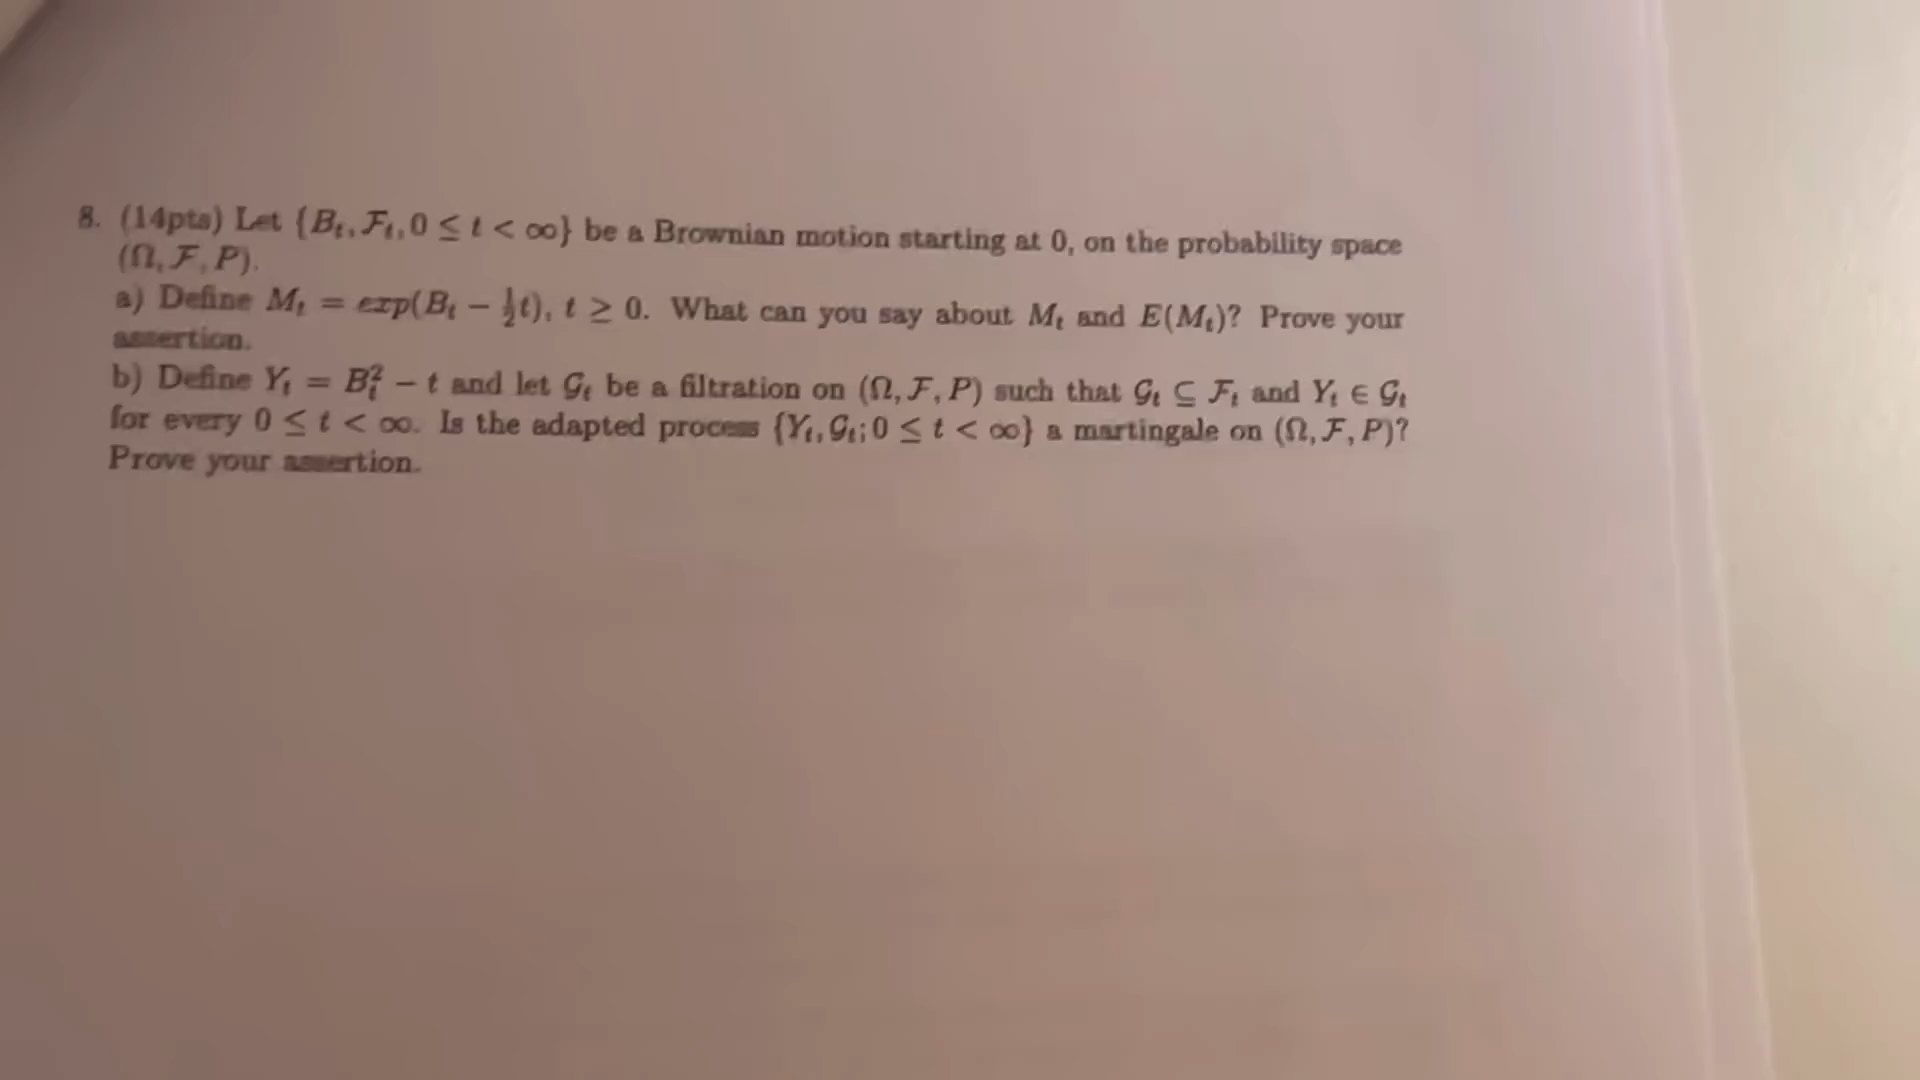 8. (14pts) Let {B_t, ℱ_t, 0 ≤ t < ∞} be a Brownian motion starting at 0, on the probability space
(Ω, ℱ, P).
a) Define M_t = exp(B_t − ½t), t ≥ 0. What can you say about M_t and E(M_t)? Prove your
assertion.
b) Define Y_t = B_t² − t and let 𝒢_t be a filtration on (Ω, ℱ, P) such that 𝒢_t ⊆ ℱ_t and Y_t ∈ 𝒢_t
for every 0 ≤ t < ∞. Is the adapted process {Y_t, 𝒢_t; 0 ≤ t < ∞} a martingale on (Ω, ℱ, P)?
Prove your assertion.